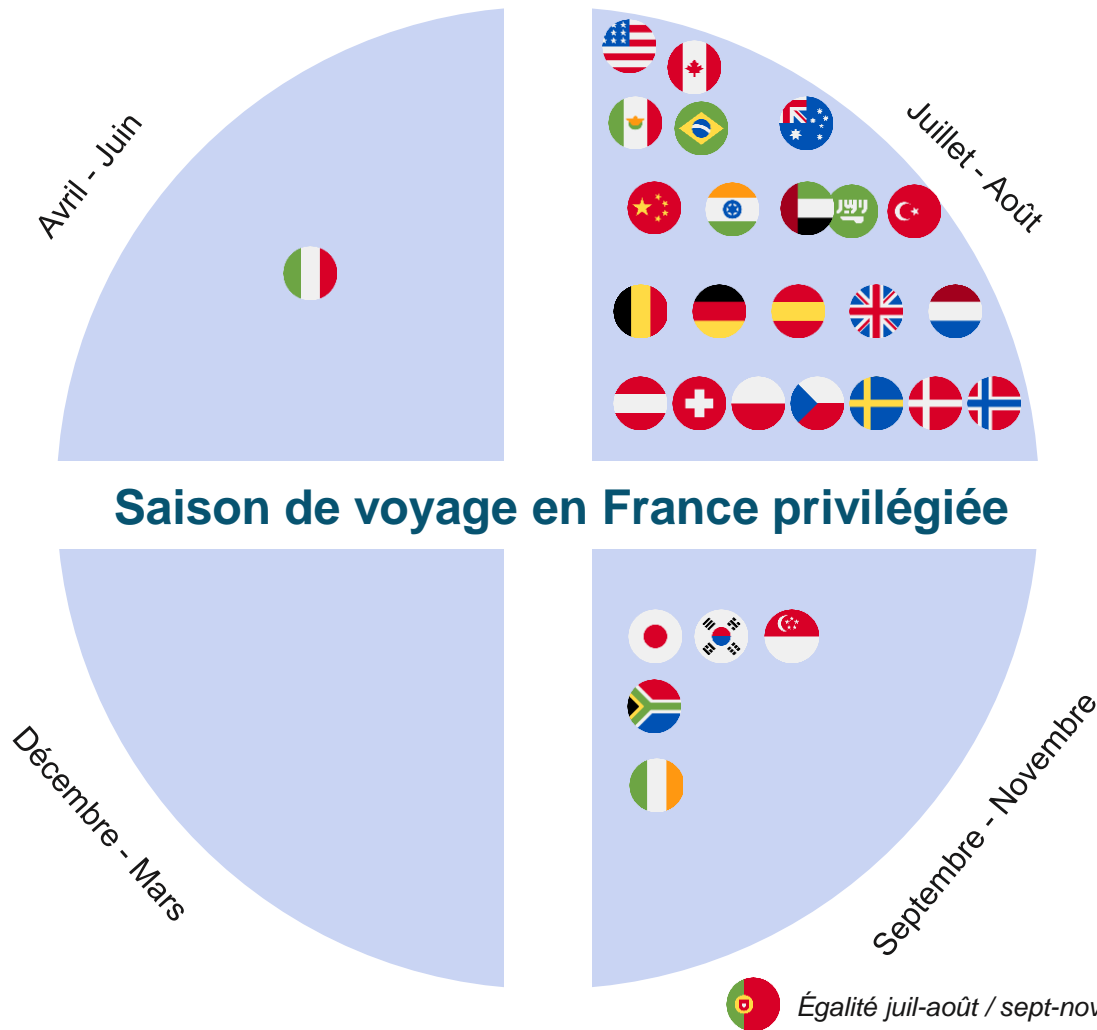 Avril - Juin
Juillet - Août
Saison de voyage en France privilégiée
Décembre - Mars
Septembre - Novembre
Égalité juil-août / sept-nov